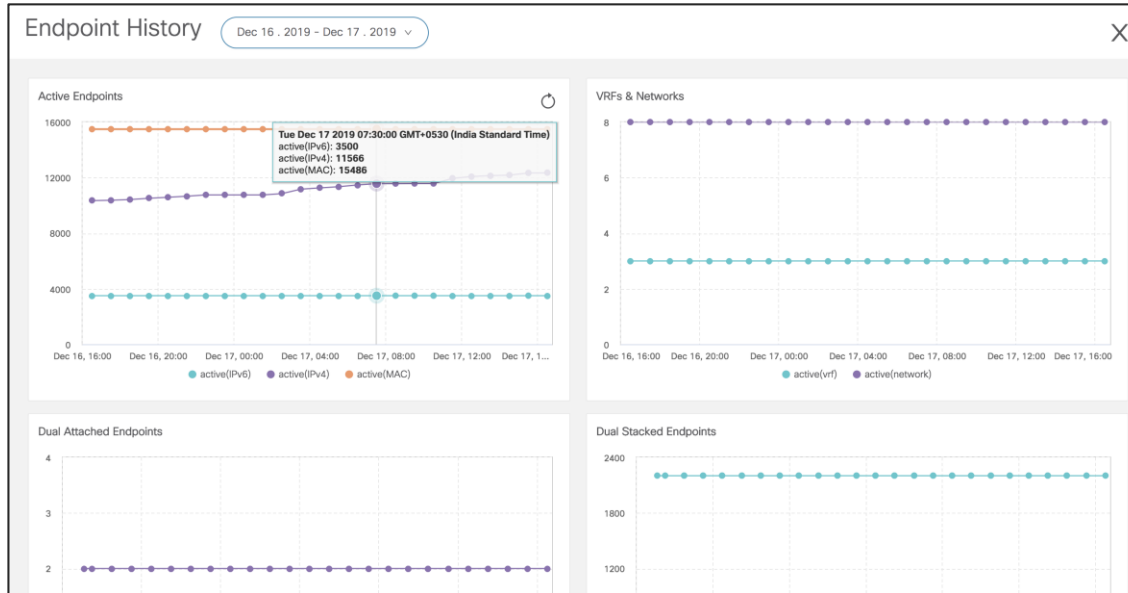 Endpoint History
Dec 16 . 2019 - Dec 17 . 2019
X
Active Endpoints
16000
12000
8000
4000
0
Tue Dec 17 2019 07:30:00 GMT+0530 (India Standard Time)
active(IPv6): 3500
active(IPv4): 11566
active(MAC): 15486
Dec 16, 16:00 Dec 16, 20:00 Dec 17, 00:00 Dec 17, 04:00 Dec 17, 08:00 Dec 17, 12:00 Dec 17, 1...
active(IPv6) active(IPv4) active(MAC)
VRFs & Networks
8
6
4
2
0
Dec 16, 16:00 Dec 16, 20:00 Dec 17, 00:00 Dec 17, 04:00 Dec 17, 08:00 Dec 17, 12:00 Dec 17, 16:00
active(vrf) active(network)
Dual Attached Endpoints
4
3
2
Dual Stacked Endpoints
2400
1800
1200